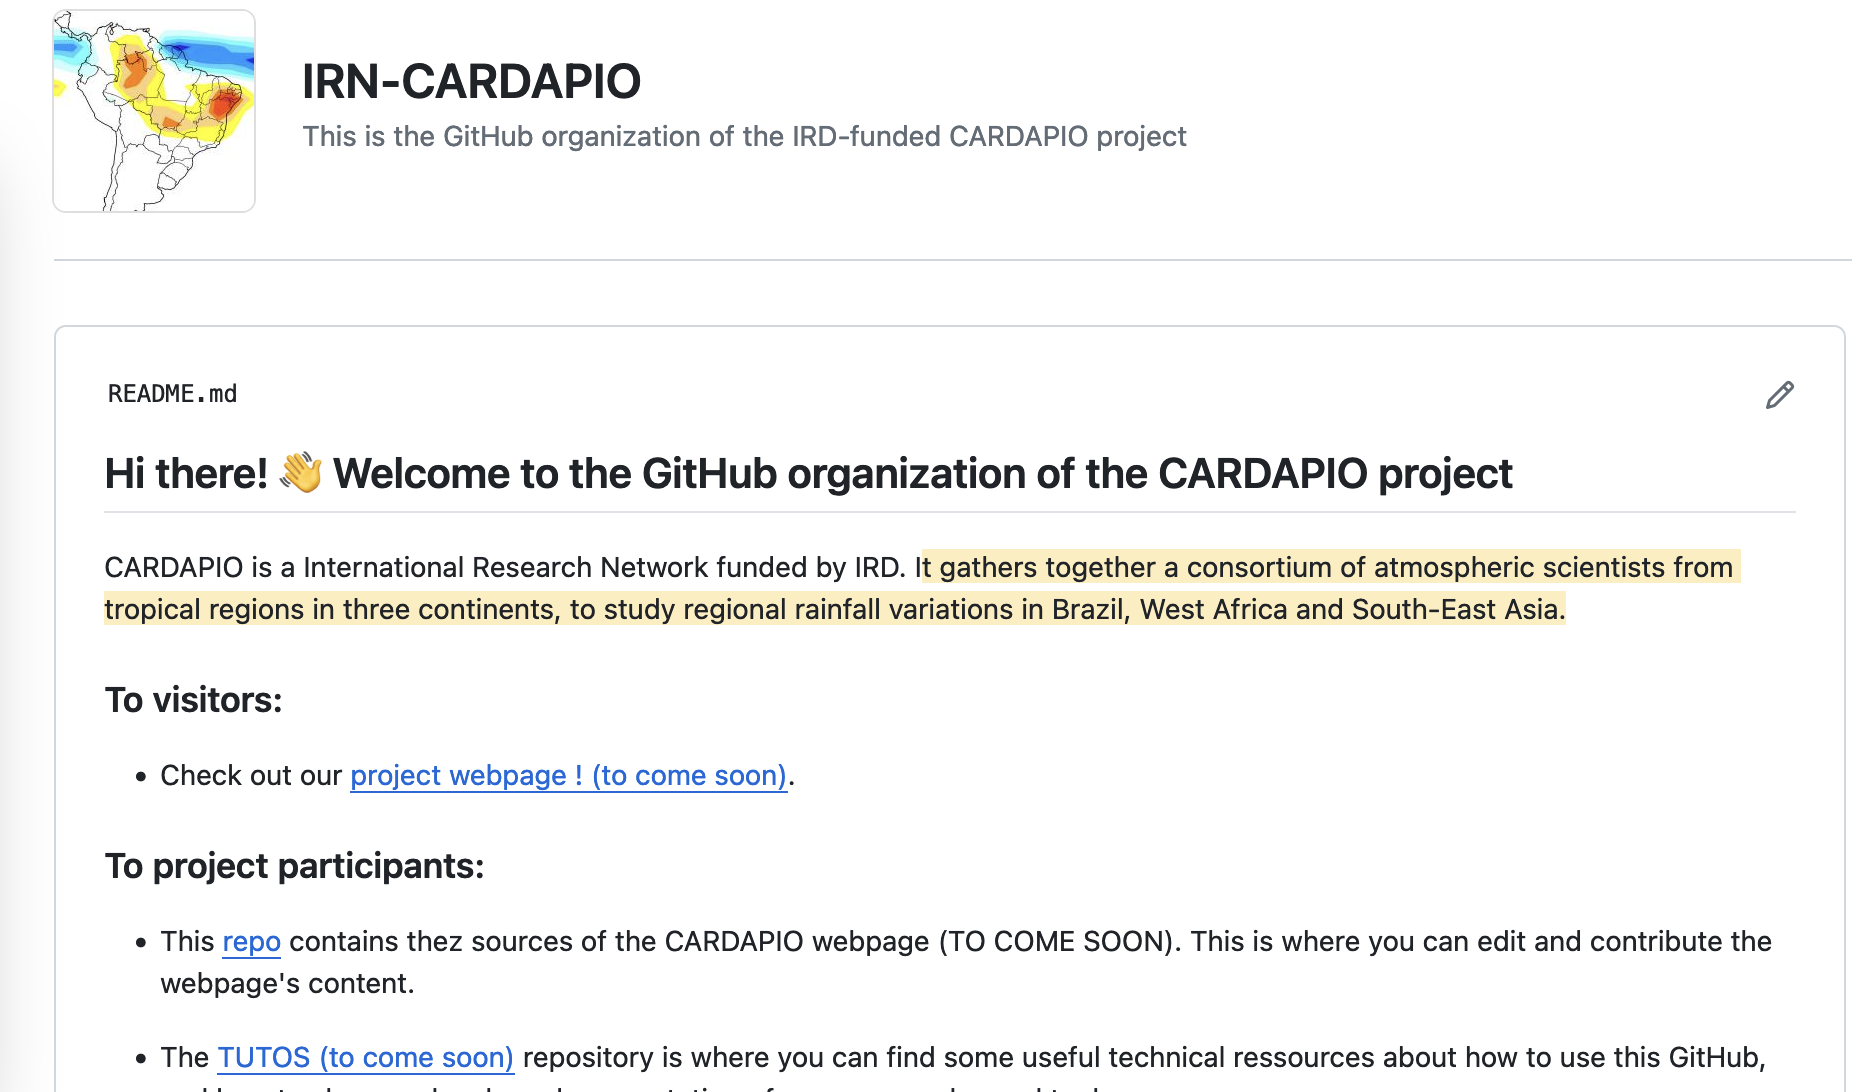 IRN-CARDAPIO
This is the GitHub organization of the IRD-funded CARDAPIO project
README.md
Hi there! 👋 Welcome to the GitHub organization of the CARDAPIO project
CARDAPIO is a International Research Network funded by IRD. It gathers together a consortium of atmospheric scientists from
tropical regions in three continents, to study regional rainfall variations in Brazil, West Africa and South-East Asia.
To visitors:
• Check out our project webpage ! (to come soon).
To project participants:
• This repo contains thez sources of the CARDAPIO webpage (TO COME SOON). This is where you can edit and contribute the
webpage's content.
• The TUTOS (to come soon) repository is where you can find some useful technical ressources about how to use this GitHub,